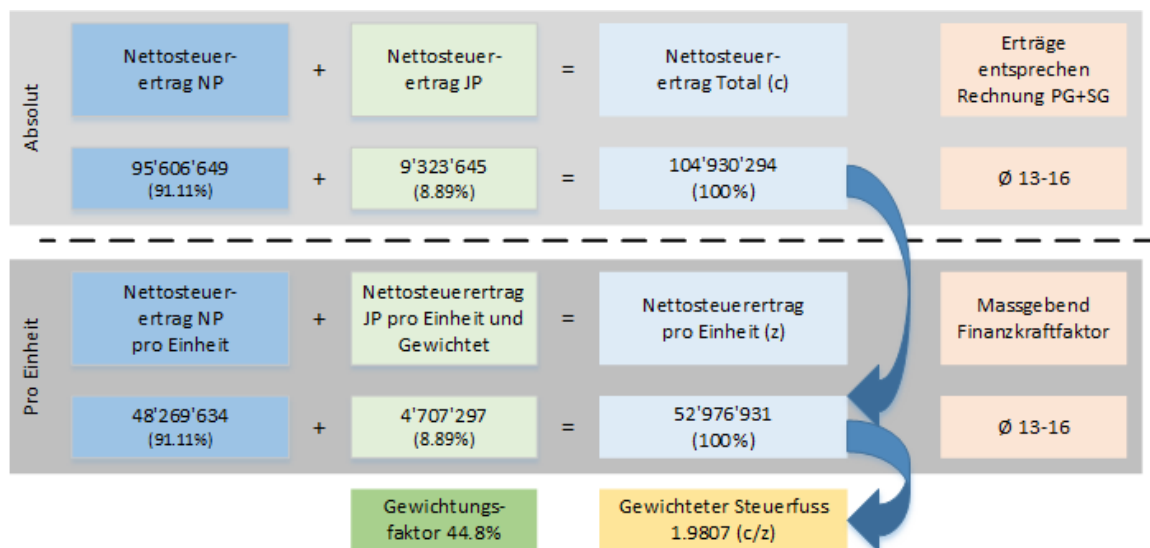 Absolut
Nettosteuer-
ertrag NP
+
Nettosteuer-
ertrag JP
=
Nettosteuer-
ertrag Total (c)
Erträge
entsprechen
Rechnung PG+SG
95'606'649
(91.11%)
+
9'323'645
(8.89%)
=
104'930'294
(100%)
Ø 13-16
Pro Einheit
Nettosteuer-
ertrag NP
pro Einheit
+
Nettosteuerertrag
JP pro Einheit und
Gewichtet
=
Nettosteuerertrag
pro Einheit (z)
Massgebend
Finanzkraftfaktor
48'269'634
(91.11%)
+
4'707'297
(8.89%)
=
52'976'931
(100%)
Ø 13-16
Gewichtungs-
faktor 44.8%
Gewichteter Steuerfuss
1.9807 (c/z)